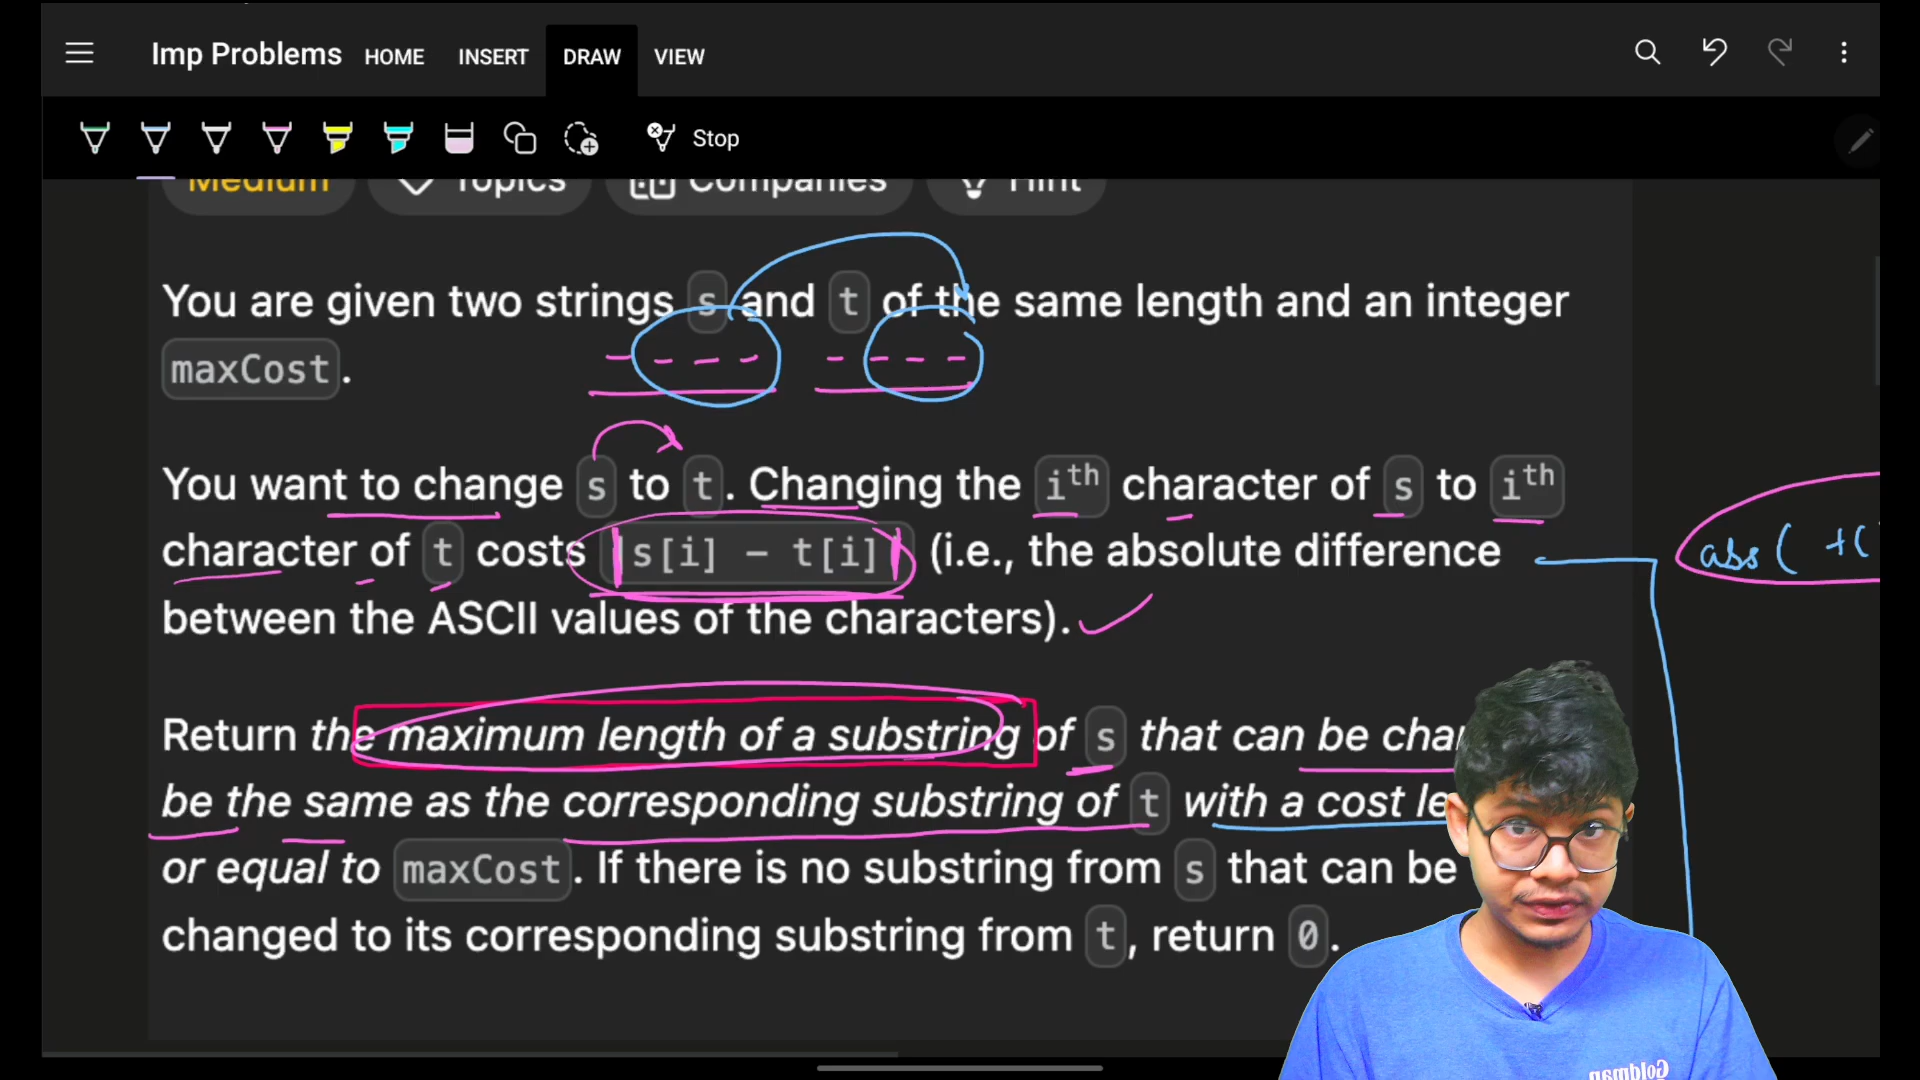 Imp Problems HOME INSERT DRAW VIEW
Stop
Medium Topics Companies Hint
You are given two strings s and t of the same length and an integer
maxCost.
You want to change s to t. Changing the ith character of s to ith
character of t costs |s[i] - t[i]| (i.e., the absolute difference
abs( t(
between the ASCII values of the characters).
Return the maximum length of a substring of s that can be cha
be the same as the corresponding substring of t with a cost le
or equal to maxCost. If there is no substring from s that can be
changed to its corresponding substring from t, return 0.